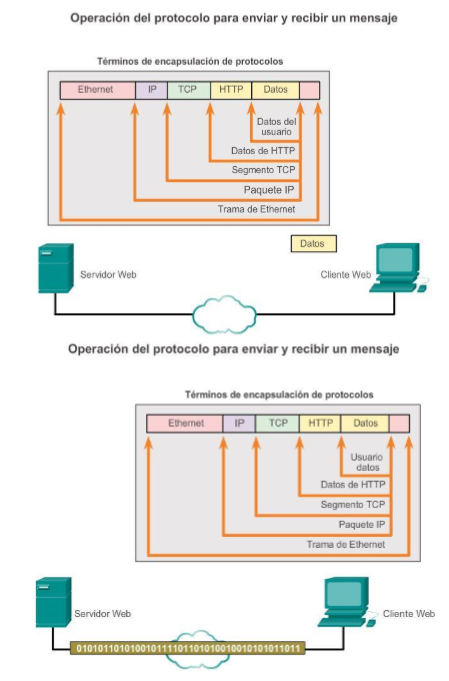 Operación del protocolo para enviar y recibir un mensaje
Términos de encapsulación de protocolos
Ethernet IP TCP HTTP Datos
Datos del
usuario
Datos de HTTP
Segmento TCP
Paquete IP
Trama de Ethernet
Datos
Servidor Web
Cliente Web
Operación del protocolo para enviar y recibir un mensaje
Términos de encapsulación de protocolos
Ethernet IP TCP HTTP Datos
Usuario
datos
Datos de HTTP
Segmento TCP
Paquete IP
Trama de Ethernet
Servidor Web
Cliente Web